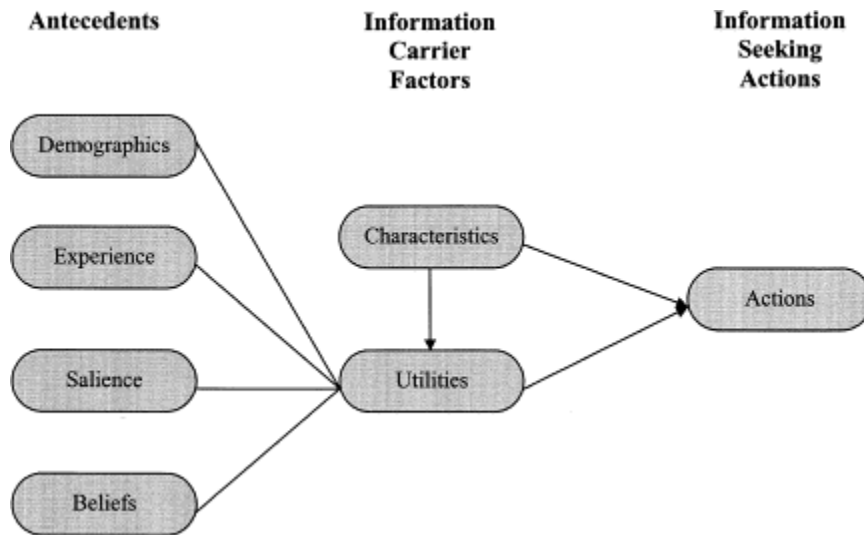 Antecedents
Information
Carrier
Factors
Information
Seeking
Actions
Demographics
Experience
Characteristics
Actions
Salience
Utilities
Beliefs